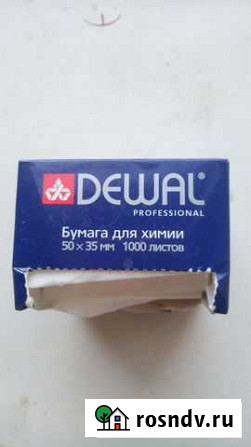 DEWAL®
PROFESSIONAL
Бумага для химии
50 × 35 мм 1000 листов
rosndv.ru